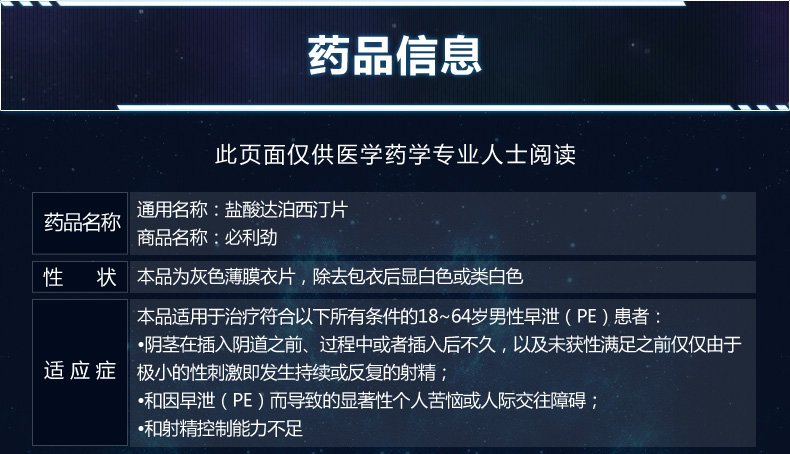 药品信息
此页面仅供医学药学专业人士阅读
药品名称
通用名称：盐酸达泊西汀片
商品名称：必利劲
性 状
本品为灰色薄膜衣片，除去包衣后显白色或类白色
适应症
本品适用于治疗符合以下所有条件的18~64岁男性早泄（PE）患者：
•阴茎在插入阴道之前、过程中或者插入后不久，以及未获性满足之前仅仅由于
极小的性刺激即发生持续或反复的射精；
•和因早泄（PE）而导致的显著性个人苦恼或人际交往障碍；
•和射精控制能力不足